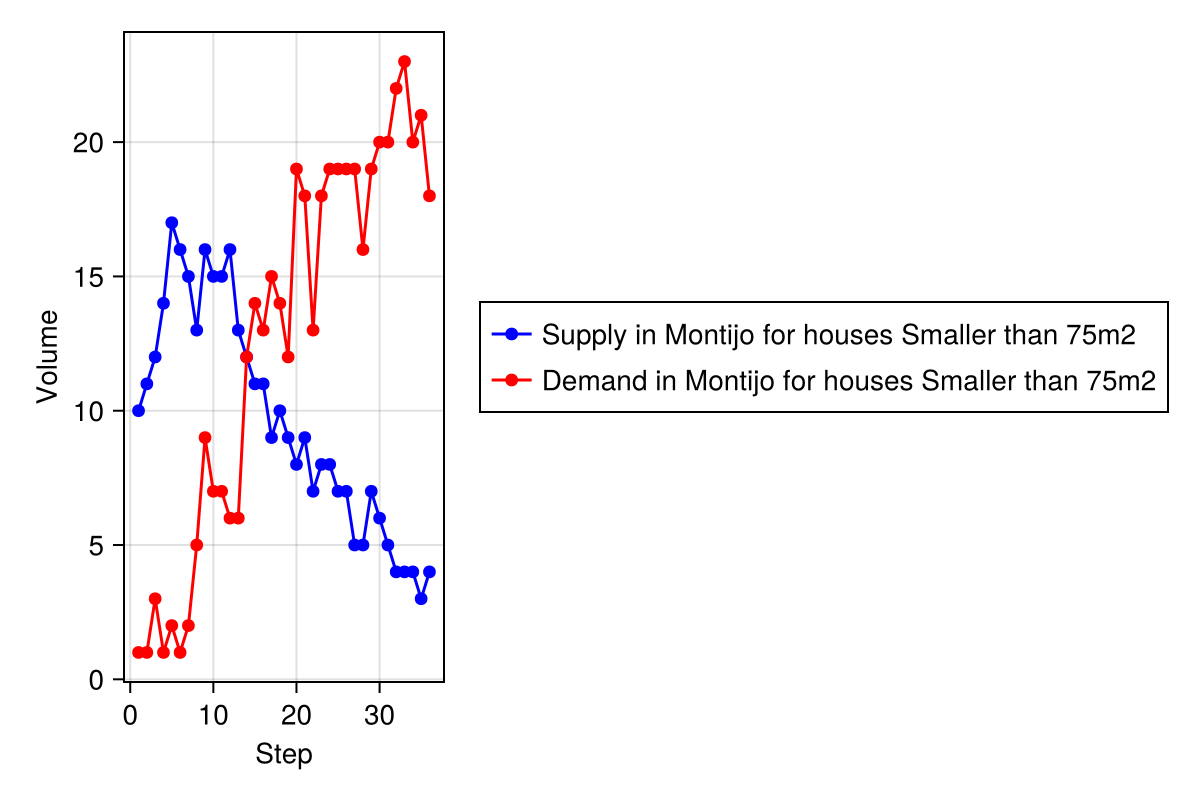 20
15
10
5
0
Volume
0 10 20 30
Step
Supply in Montijo for houses Smaller than 75m2
Demand in Montijo for houses Smaller than 75m2